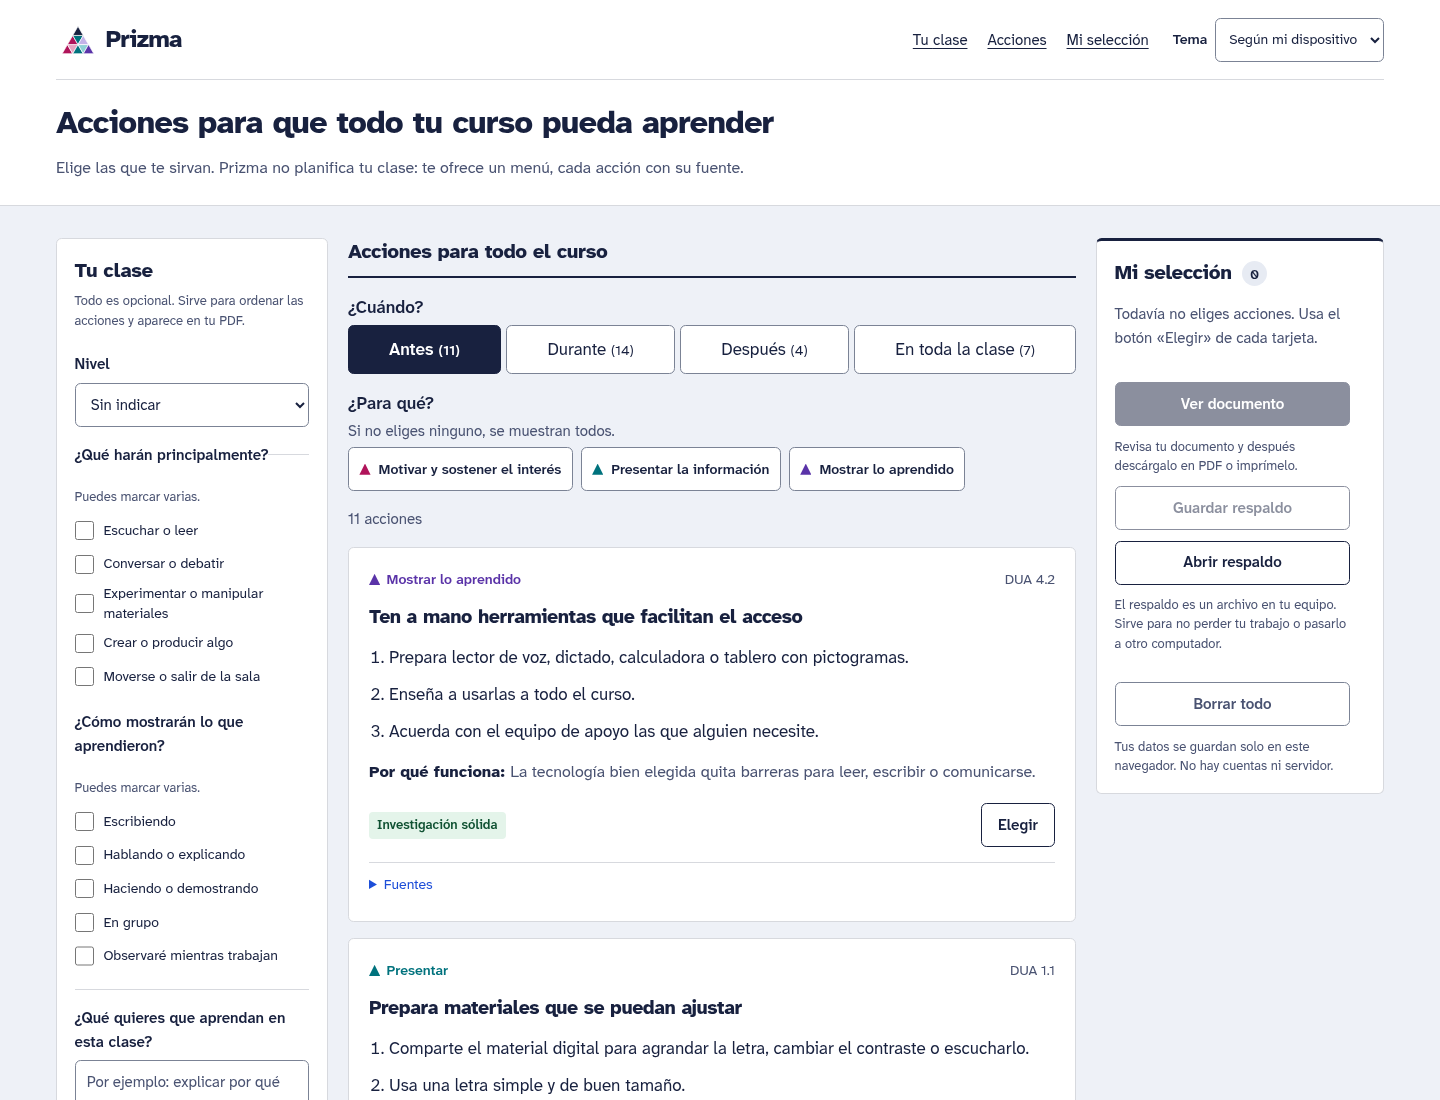 Prizma
Tu clase
Acciones
Mi selección
Tema
Según mi dispositivo
Acciones para que todo tu curso pueda aprender
Elige las que te sirvan. Prizma no planifica tu clase: te ofrece un menú, cada acción con su fuente.
Tu clase
Todo es opcional. Sirve para ordenar las
acciones y aparece en tu PDF.
Nivel
Sin indicar
¿Qué harán principalmente?
Puedes marcar varias.
Escuchar o leer
Conversar o debatir
Experimentar o manipular
materiales
Crear o producir algo
Moverse o salir de la sala
¿Cómo mostrarán lo que
aprendieron?
Puedes marcar varias.
Escribiendo
Hablando o explicando
Haciendo o demostrando
En grupo
Observaré mientras trabajan
¿Qué quieres que aprendan en
esta clase?
Por ejemplo: explicar por qué
Acciones para todo el curso
¿Cuándo?
Antes (11)
Durante (14)
Después (4)
En toda la clase (7)
¿Para qué?
Si no eliges ninguno, se muestran todos.
Motivar y sostener el interés
Presentar la información
Mostrar lo aprendido
11 acciones
Mostrar lo aprendido
DUA 4.2
Ten a mano herramientas que facilitan el acceso
1. Prepara lector de voz, dictado, calculadora o tablero con pictogramas.
2. Enseña a usarlas a todo el curso.
3. Acuerda con el equipo de apoyo las que alguien necesite.
Por qué funciona: La tecnología bien elegida quita barreras para leer, escribir o comunicarse.
Investigación sólida
Elegir
Fuentes
Presentar
DUA 1.1
Prepara materiales que se puedan ajustar
1. Comparte el material digital para agrandar la letra, cambiar el contraste o escucharlo.
2. Usa una letra simple y de buen tamaño.
Mi selección 0
Todavía no eliges acciones. Usa el
botón «Elegir» de cada tarjeta.
Ver documento
Revisa tu documento y después
descárgalo en PDF o imprímelo.
Guardar respaldo
Abrir respaldo
El respaldo es un archivo en tu equipo.
Sirve para no perder tu trabajo o pasarlo
a otro computador.
Borrar todo
Tus datos se guardan solo en este
navegador. No hay cuentas ni servidor.